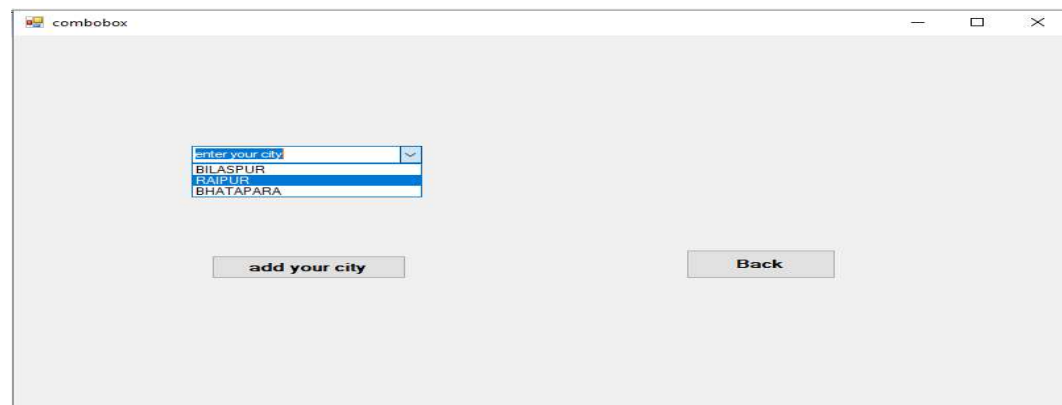 combobox
enter your city
BILASPUR
RAIPUR
BHATAPARA
add your city
Back